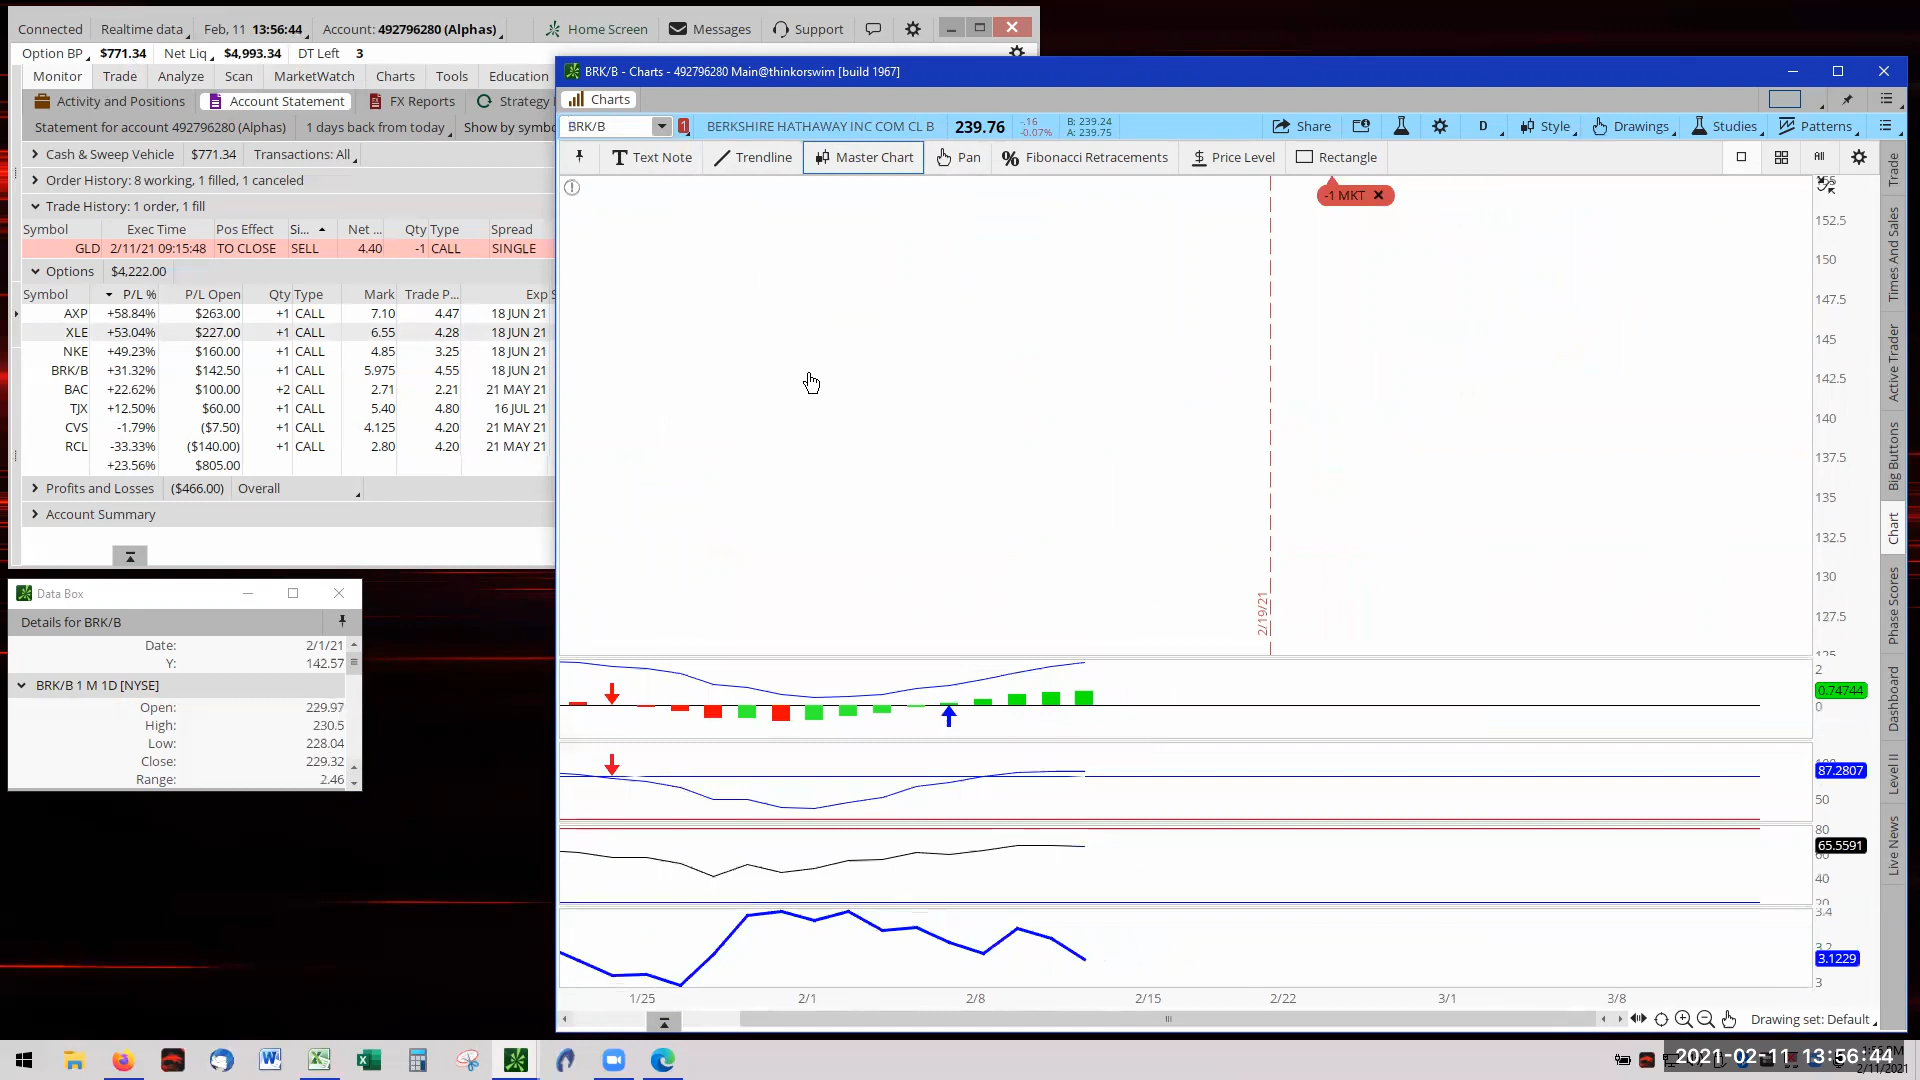 Connected Realtime data Feb, 11 13:56:44 Account: 492796280 (Alphas) Home Screen Messages Support
Option BP $771.34 Net Liq $4,993.34 DT Left 3
Monitor Trade Analyze Scan MarketWatch Charts Tools Education
Activity and Positions Account Statement FX Reports Strategy
Statement for account 492796280 (Alphas) 1 days back from today Show by symbo
Cash & Sweep Vehicle $771.34 Transactions: All
Order History: 8 working, 1 filled, 1 canceled
Trade History: 1 order, 1 fill
Symbol Exec Time Pos Effect Si... Net ... Qty Type Spread
GLD 2/11/21 09:15:48 TO CLOSE SELL 4.40 -1 CALL SINGLE
Options $4,222.00
Symbol P/L % P/L Open Qty Type Mark Trade P... Exp S
AXP +58.84% $263.00 +1 CALL 7.10 4.47 18 JUN 21
XLE +53.04% $227.00 +1 CALL 6.55 4.28 18 JUN 21
NKE +49.23% $160.00 +1 CALL 4.85 3.25 18 JUN 21
BRK/B +31.32% $142.50 +1 CALL 5.975 4.55 18 JUN 21
BAC +22.62% $100.00 +2 CALL 2.71 2.21 21 MAY 21
TJX +12.50% $60.00 +1 CALL 5.40 4.80 16 JUL 21
CVS -1.79% ($7.50) +1 CALL 4.125 4.20 21 MAY 21
RCL -33.33% ($140.00) +1 CALL 2.80 4.20 21 MAY 21
+23.56% $805.00
Profits and Losses ($466.00) Overall
Account Summary
Data Box
Details for BRK/B
Date: 2/1/21
Y: 142.57
BRK/B 1 M 1D [NYSE]
Open: 229.97
High: 230.5
Low: 228.04
Close: 229.32
Range: 2.46
BRK/B - Charts - 492796280 Main@thinkorswim [build 1967]
Charts
BRK/B 1 BERKSHIRE HATHAWAY INC COM CL B 239.76 -.16 -0.07% B: 239.24 A: 239.75 Share D Style Drawings Studies Patterns
Text Note Trendline Master Chart Pan Fibonacci Retracements Price Level Rectangle All
-1 MKT
155
152.5
150
147.5
145
142.5
140
137.5
135
132.5
130
127.5
125
2/19/21
2
0.74744
0
100
87.2807
50
80
65.5591
60
40
20
3.4
3.2
3.1229
3
1/25 2/1 2/8 2/15 2/22 3/1 3/8
Drawing set: Default
Trade
Times And Sales
Active Trader
Big Buttons
Chart
Phase Scores
Dashboard
Level II
Live News
2021-02-11 13:56:44
2/11/2021